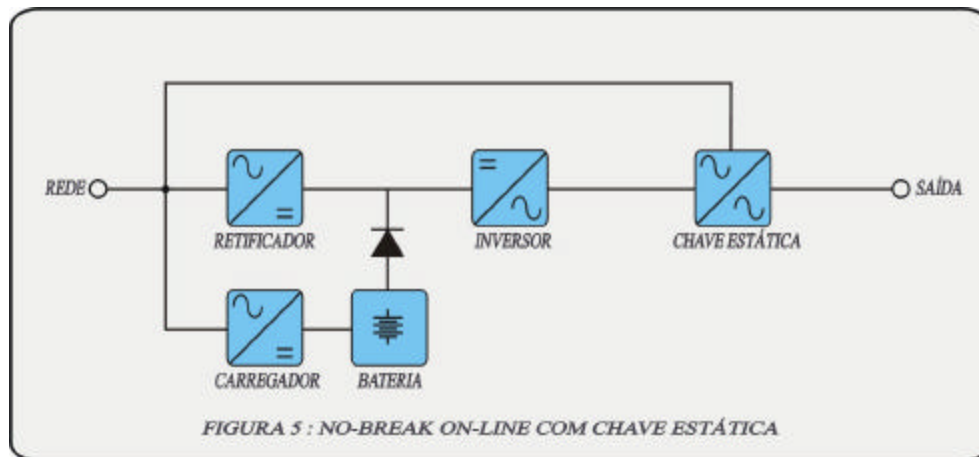 REDE
RETIFICADOR
INVERSOR
CHAVE ESTÁTICA
SAÍDA
CARREGADOR
BATERIA
FIGURA 5 : NO-BREAK ON-LINE COM CHAVE ESTÁTICA